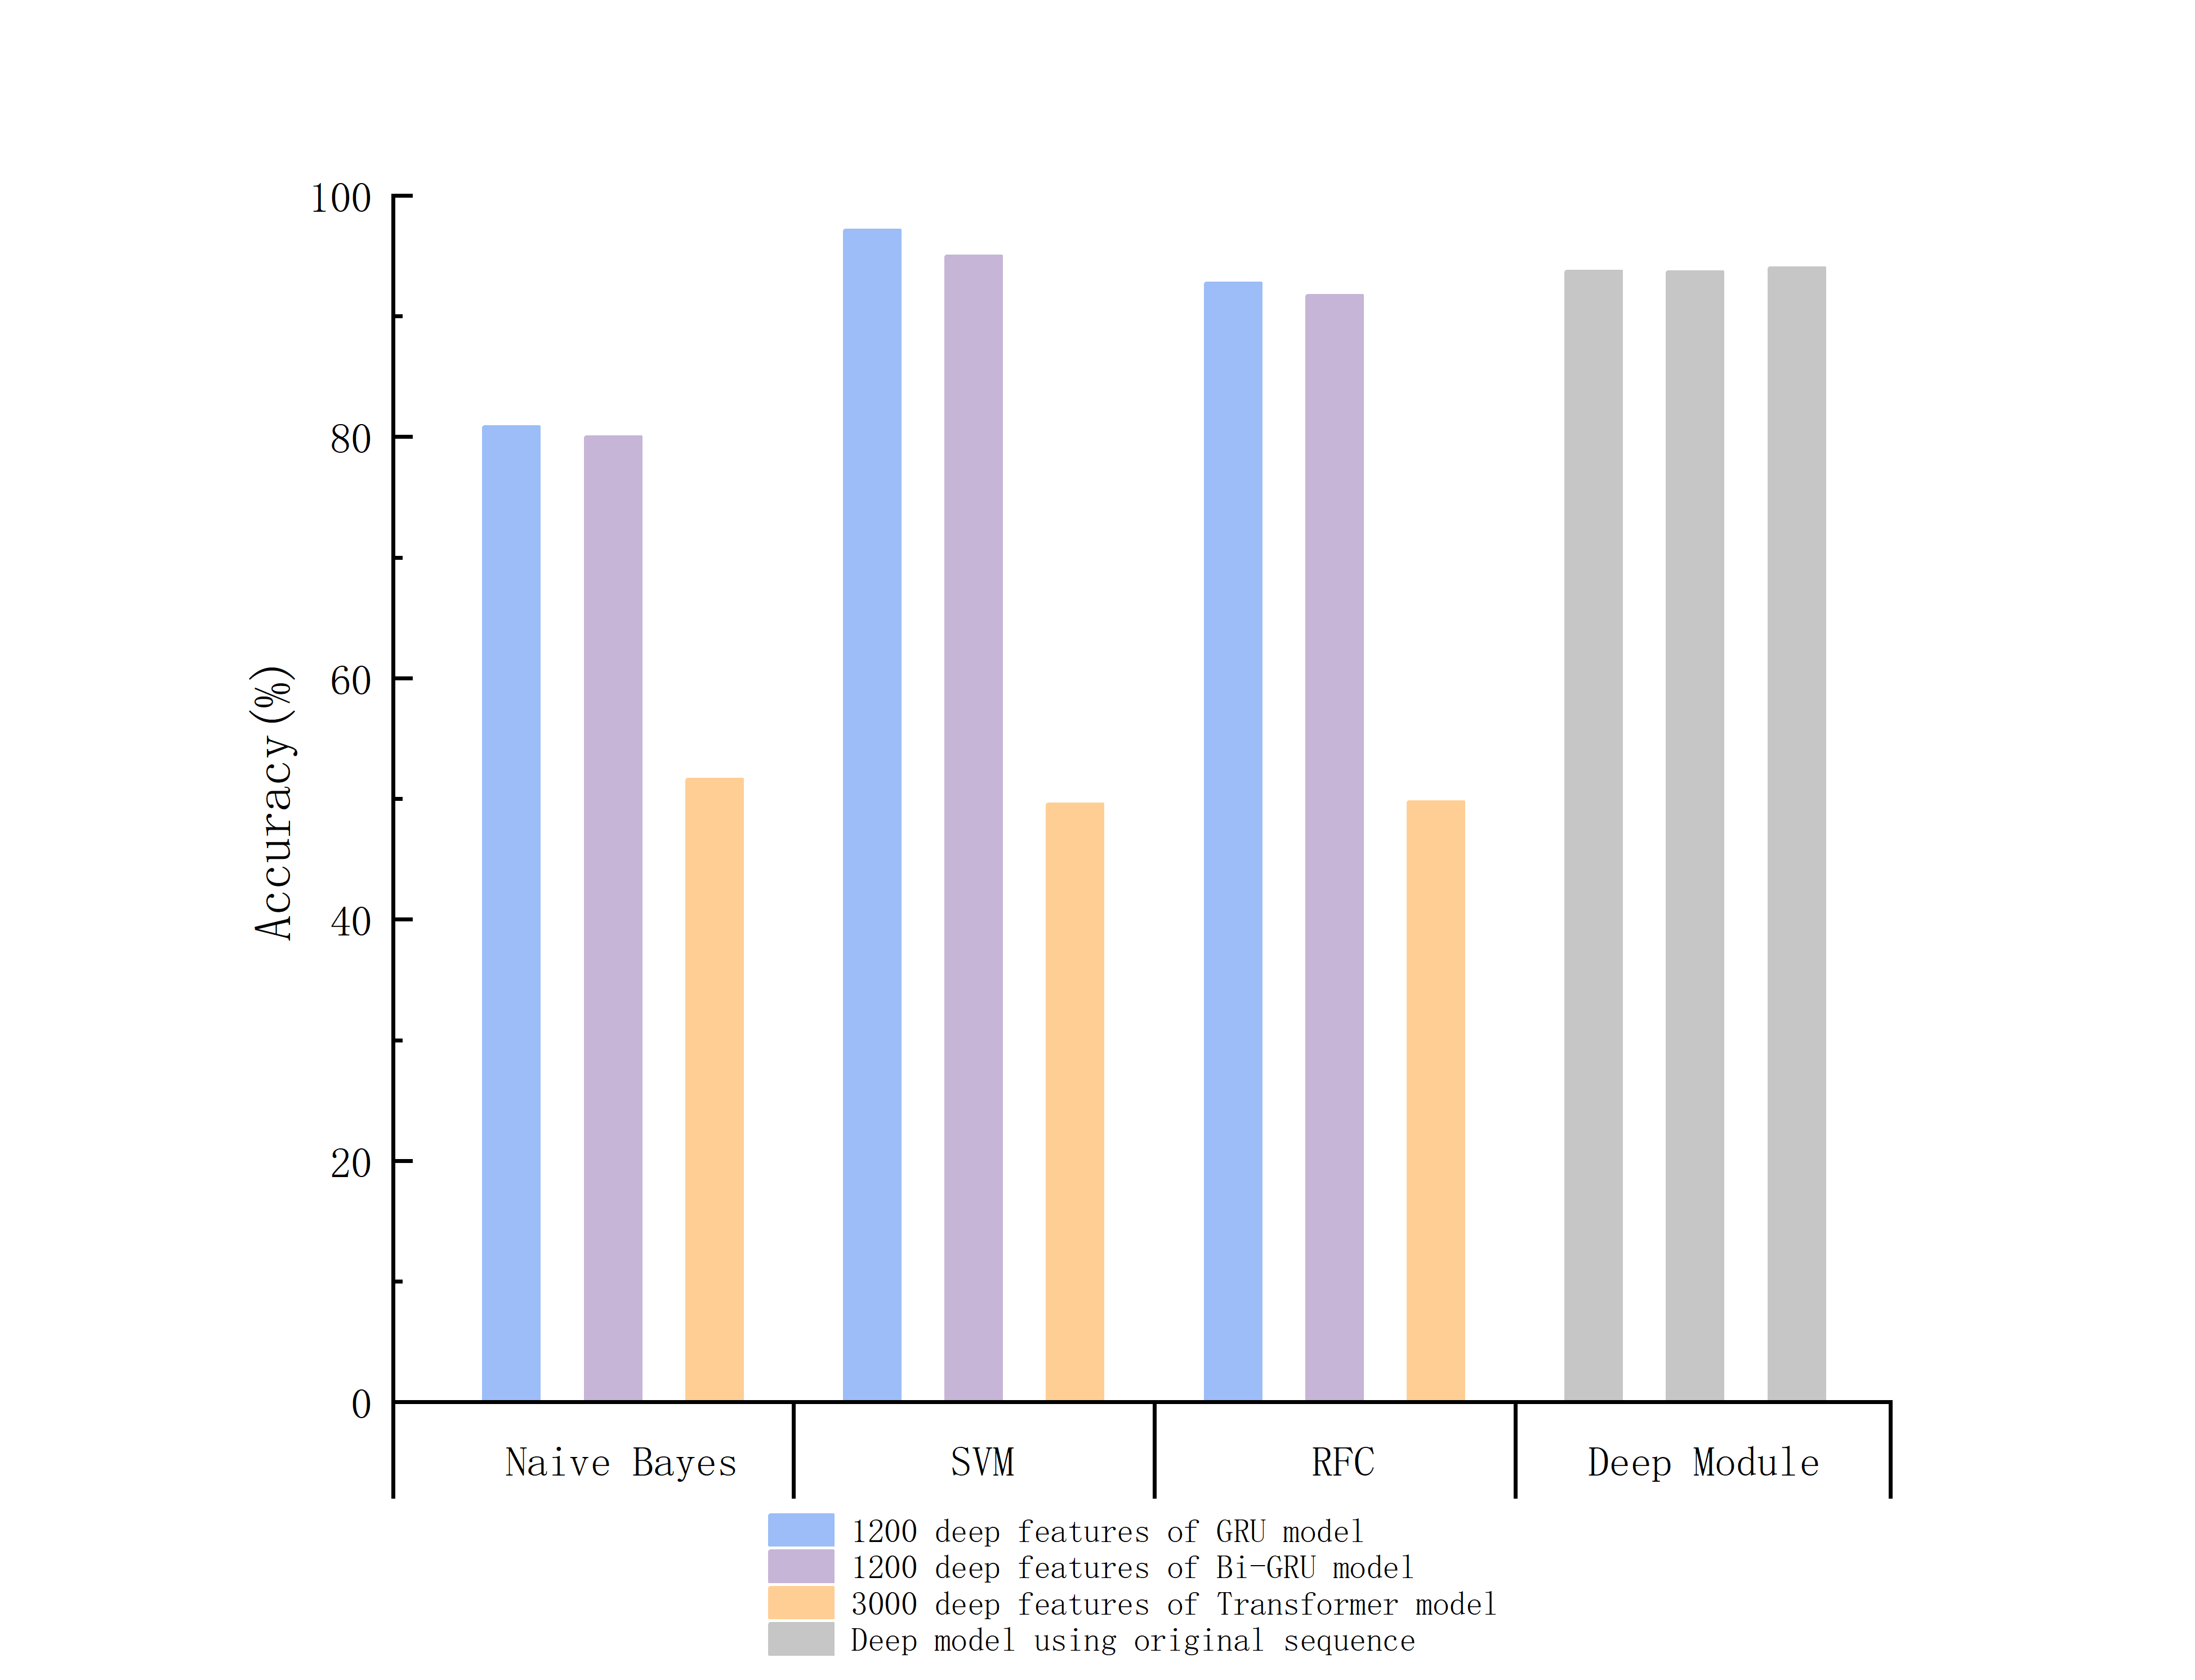 100
80
60
40
20
0
Accuracy(%)
Naive Bayes
SVM
RFC
Deep Module
1200 deep features of GRU model
1200 deep features of Bi-GRU model
3000 deep features of Transformer model
Deep model using original sequence